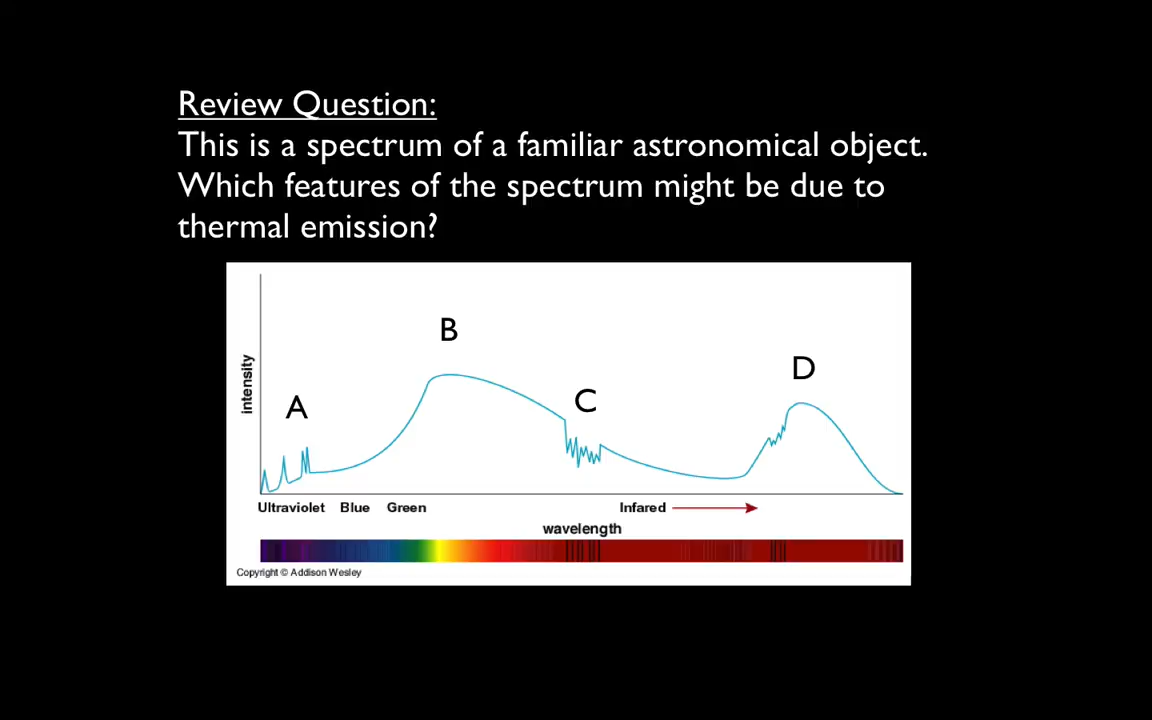 Review Question:
This is a spectrum of a familiar astronomical object.
Which features of the spectrum might be due to
thermal emission?
B
D
C
A
intensity
Ultraviolet Blue Green Infared
wavelength
Copyright © Addison Wesley